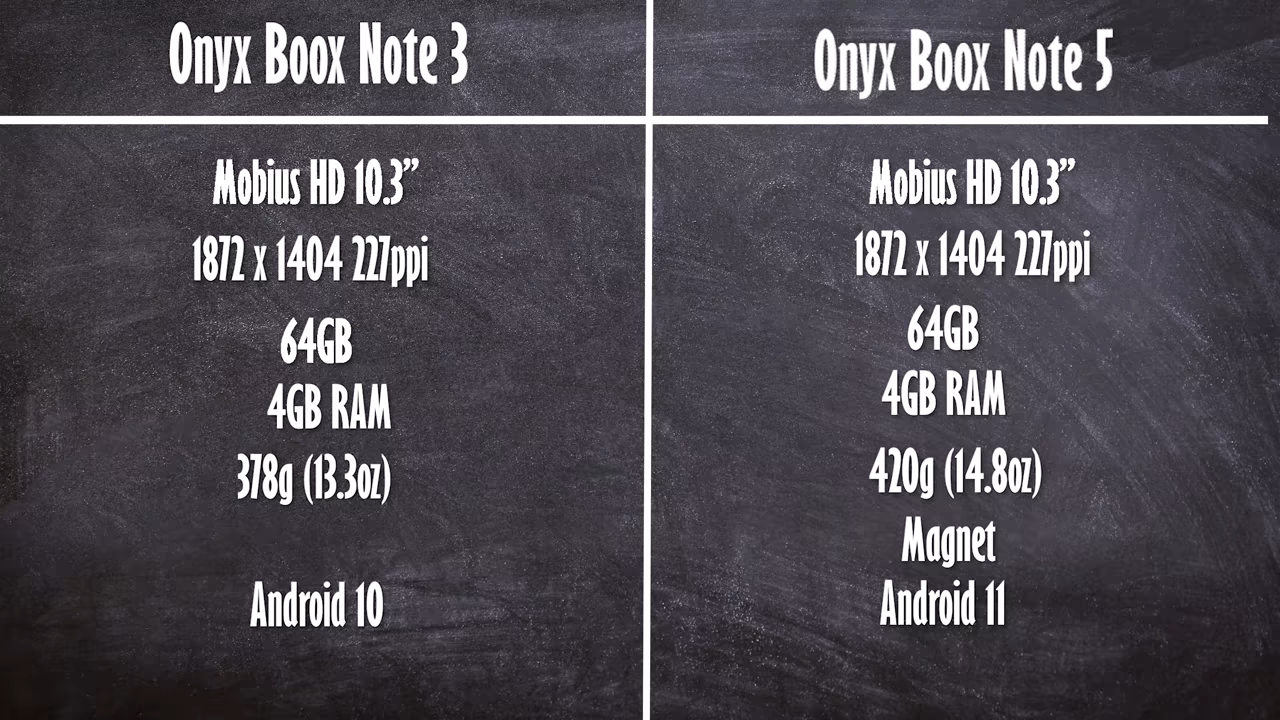 Onyx Boox Note 3
Mobius HD 10.3”
1872 x 1404 227ppi
64GB
4GB RAM
378g (13.3oz)
Android 10
Onyx Boox Note 5
Mobius HD 10.3”
1872 x 1404 227ppi
64GB
4GB RAM
420g (14.8oz)
Magnet
Android 11